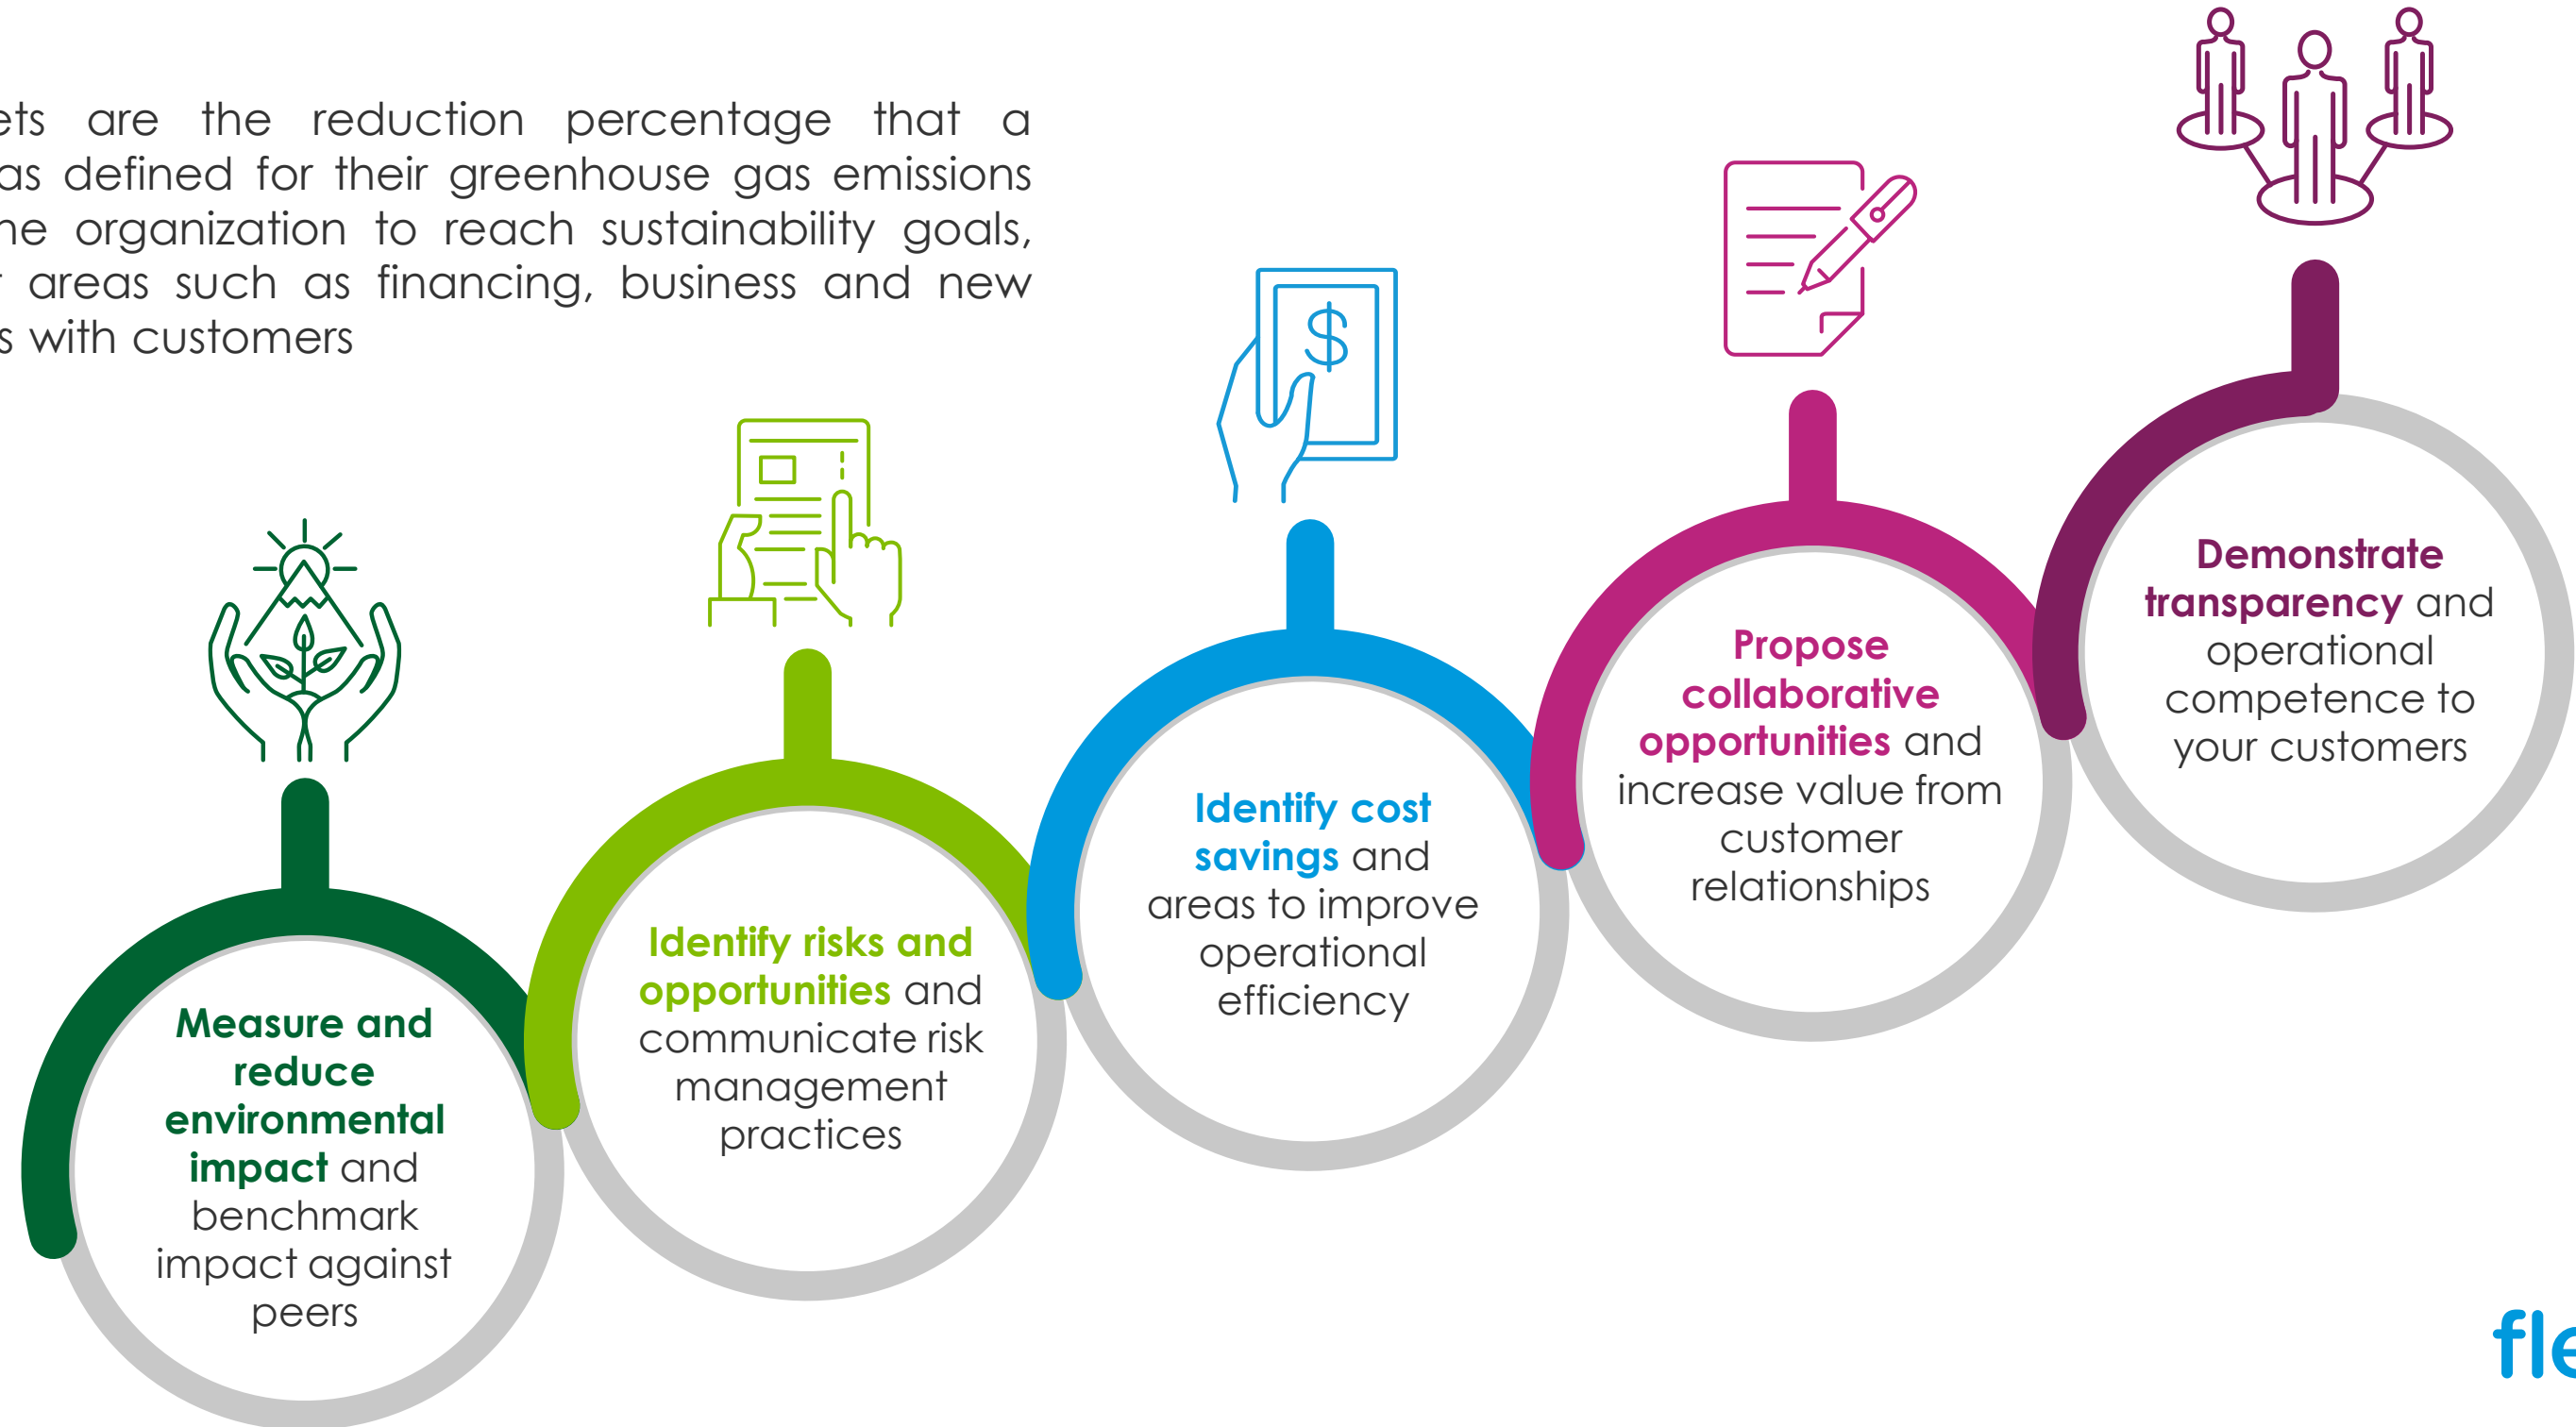 ets are the reduction percentage that a
as defined for their greenhouse gas emissions
ne organization to reach sustainability goals,
areas such as financing, business and new
s with customers
$
Measure and
reduce
environmental
impact and
benchmark
impact against
peers
Identify risks and
opportunities and
communicate risk
management
practices
Identify cost
savings and
areas to improve
operational
efficiency
Propose
collaborative
opportunities and
increase value from
customer
relationships
Demonstrate
transparency and
operational
competence to
your customers
fle